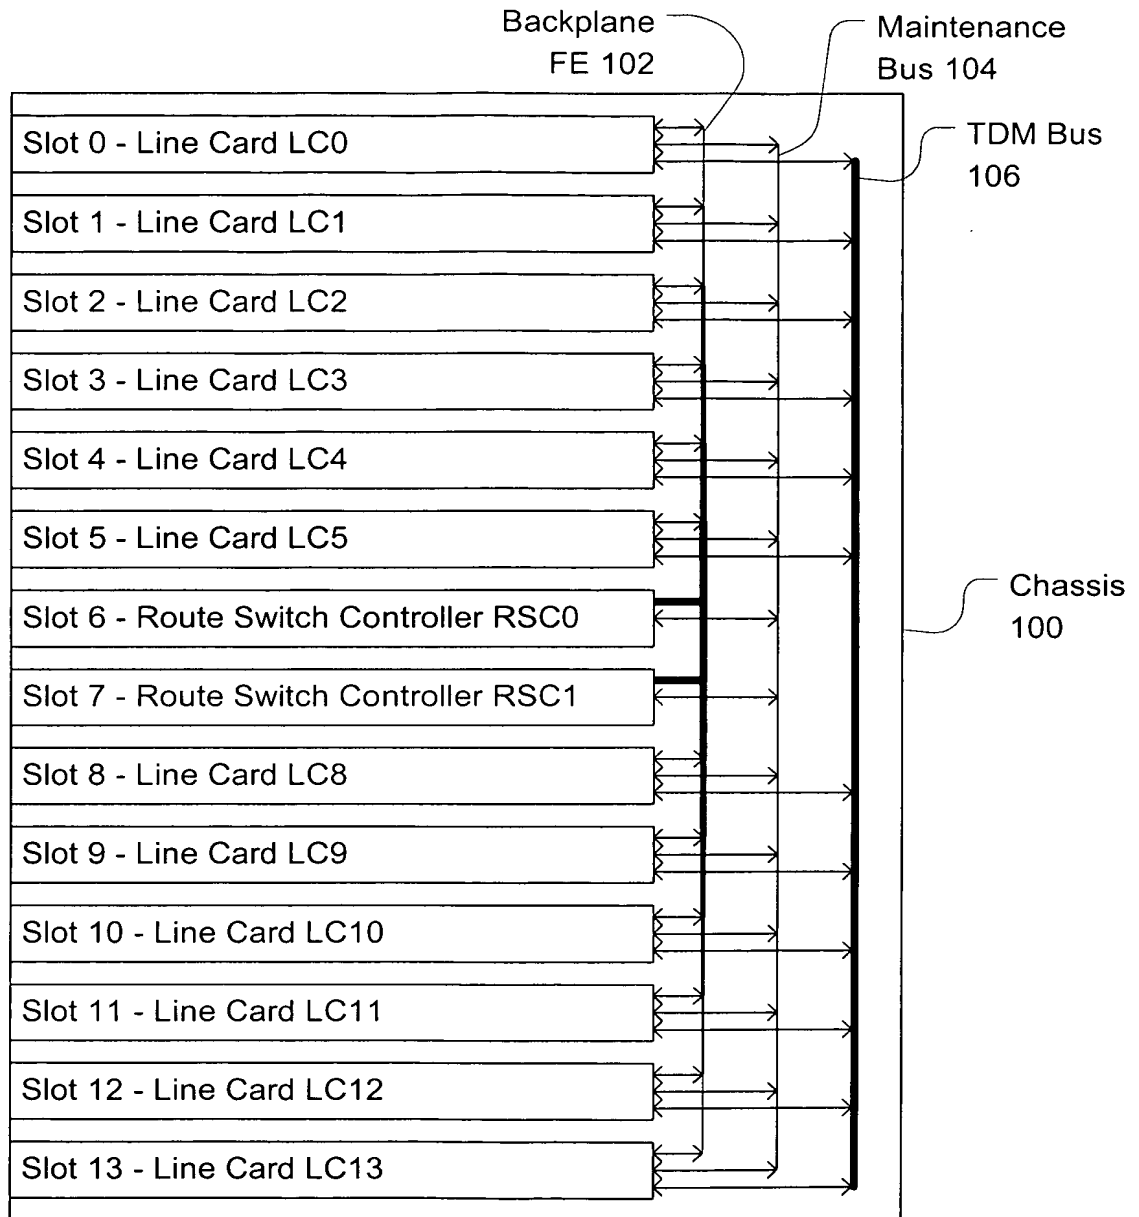 Backplane
FE 102
Maintenance
Bus 104
TDM Bus
106
Chassis
100
Slot 0 - Line Card LC0
Slot 1 - Line Card LC1
Slot 2 - Line Card LC2
Slot 3 - Line Card LC3
Slot 4 - Line Card LC4
Slot 5 - Line Card LC5
Slot 6 - Route Switch Controller RSC0
Slot 7 - Route Switch Controller RSC1
Slot 8 - Line Card LC8
Slot 9 - Line Card LC9
Slot 10 - Line Card LC10
Slot 11 - Line Card LC11
Slot 12 - Line Card LC12
Slot 13 - Line Card LC13